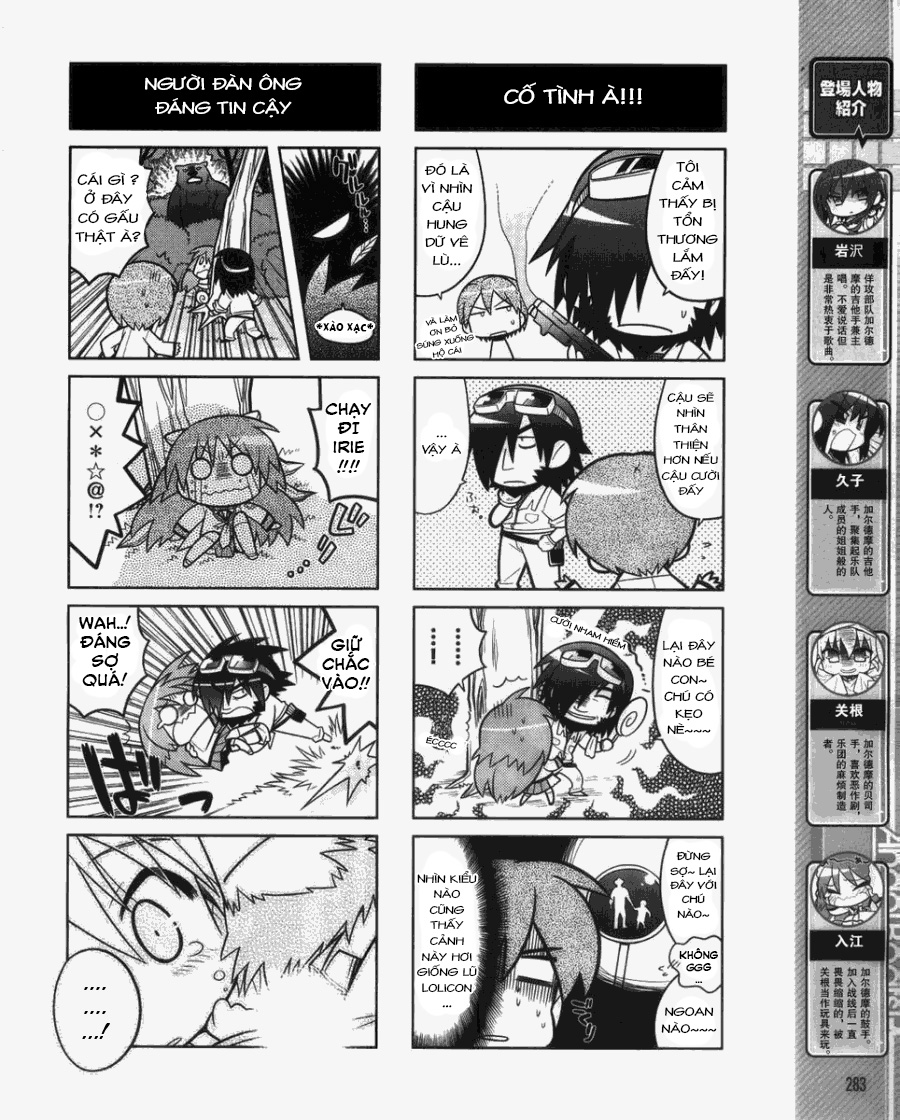 CỐ TÌNH À!!!
TÔI
CẢM
THẤY BỊ
TỔN
THƯƠNG
LẮM
ĐẤY!
ĐÓ LÀ
VÌ NHÌN
CẬU
HUNG
DỮ VÊ
LÙ...
VÀ LÀM
ƠN BỎ
SÚNG XUỐNG
HỘ CÁI
CẬU SẼ
NHÌN
THÂN
THIỆN
HƠN NẾU
CẬU CƯỜI
ĐẤY
...
VẬY À
LẠI ĐÂY
NÀO BÉ
CON~
CHÚ CÓ
KẸO
NÈ~~~
CƯỜI NHAM HIỂM
ÉCCCC
ĐỪNG
SỢ~ LẠI
ĐÂY VỚI
CHÚ
NÀO~
KHÔNG
GGG
...
NGOAN
NÀO~~~
NHÌN KIỂU
NÀO
CŨNG
THẤY
CẢNH
NÀY HƠI
GIỐNG LŨ
LOLICON
...
NGƯỜI ĐÀN ÔNG
ĐÁNG TIN CẬY
*XÀO XẠC*
CÁI GÌ ?
Ở ĐÂY
CÓ GẤU
THẬT À?
CHẠY
ĐI
IRIE
!!!!
○×*☆@!?
GIỮ
CHẮC
VÀO!!
WAH..!
ĐÁNG
SỢ
QUÁ!
ばっ
....
....
...!
登場人物
紹介
岩沢
佯攻部队加尔德
摩的吉他手兼主
唱。不爱说话但
是非常热衷于歌曲。
久子
加尔德摩的吉他
手，聚集起乐队
成员的姐姐般的
人。
关根
加尔德摩的贝司
手，喜欢恶作剧，
乐团的麻烦制造
者。
入江
加尔德摩的鼓手。
加入战线后一直
畏畏缩缩的，被
关根当作玩具来玩。
283